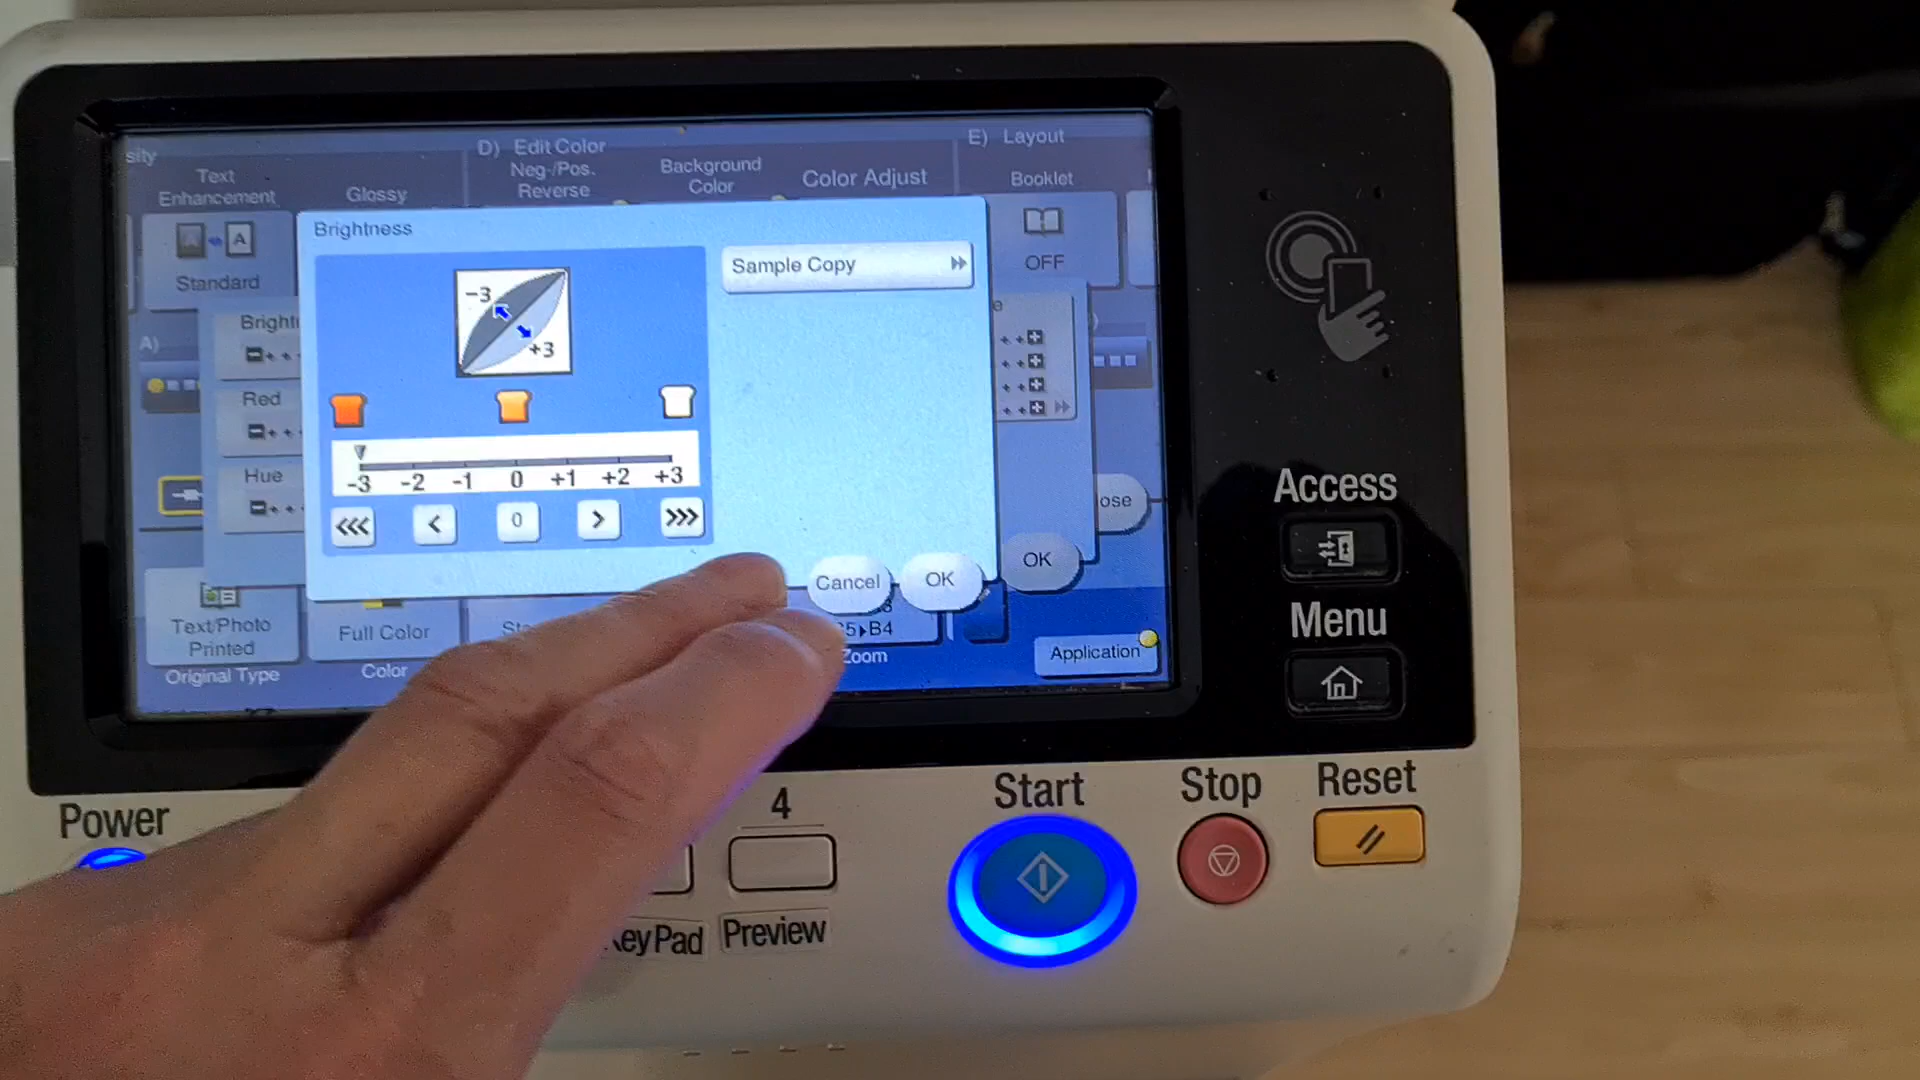 sity
D) Edit Color
E) Layout
Text
Enhancement
Glossy
Neg-/Pos.
Reverse
Background
Color
Color Adjust
Booklet
A
Standard
OFF
Brightness
Sample Copy
-3
+3
Bright
A)
Red
Hue
-3 -2 -1 0 +1 +2 +3
<<< < 0 > >>>
ose
Cancel
OK
OK
Text/Photo
Printed
Original Type
Full Color
Color
5▸B4
Zoom
Application
Access
Menu
Power
4
Start
Stop
Reset
KeyPad
Preview